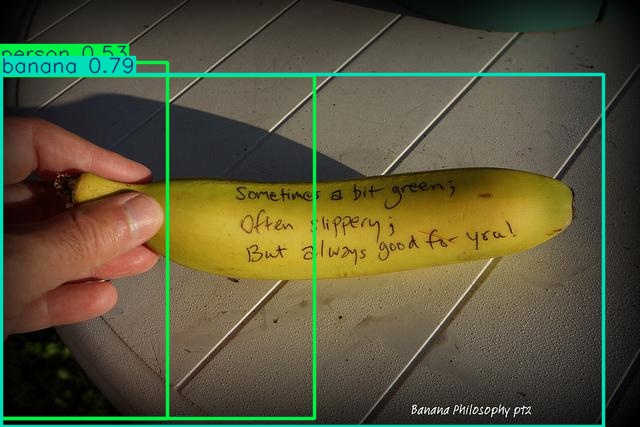 person 0.53
banana 0.79
Sometimes a bit green;
Often slippery;
But always good for you!
Banana Philosophy pt2